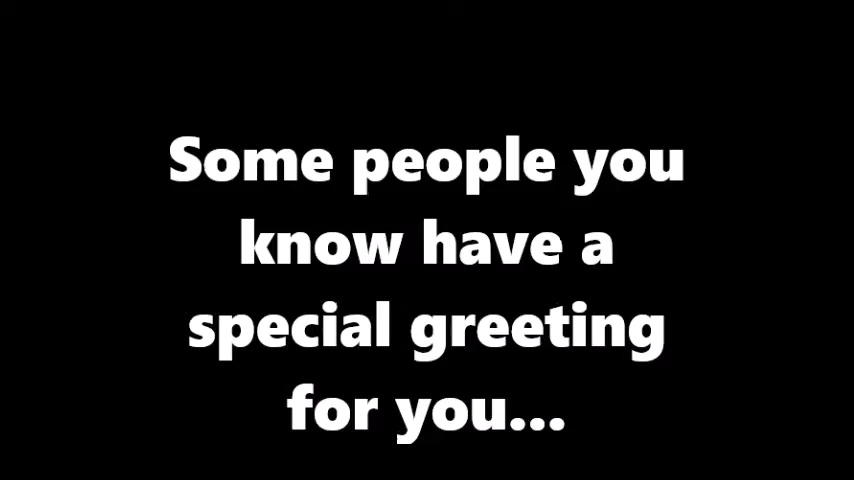 Some people you
know have a
special greeting
for you...